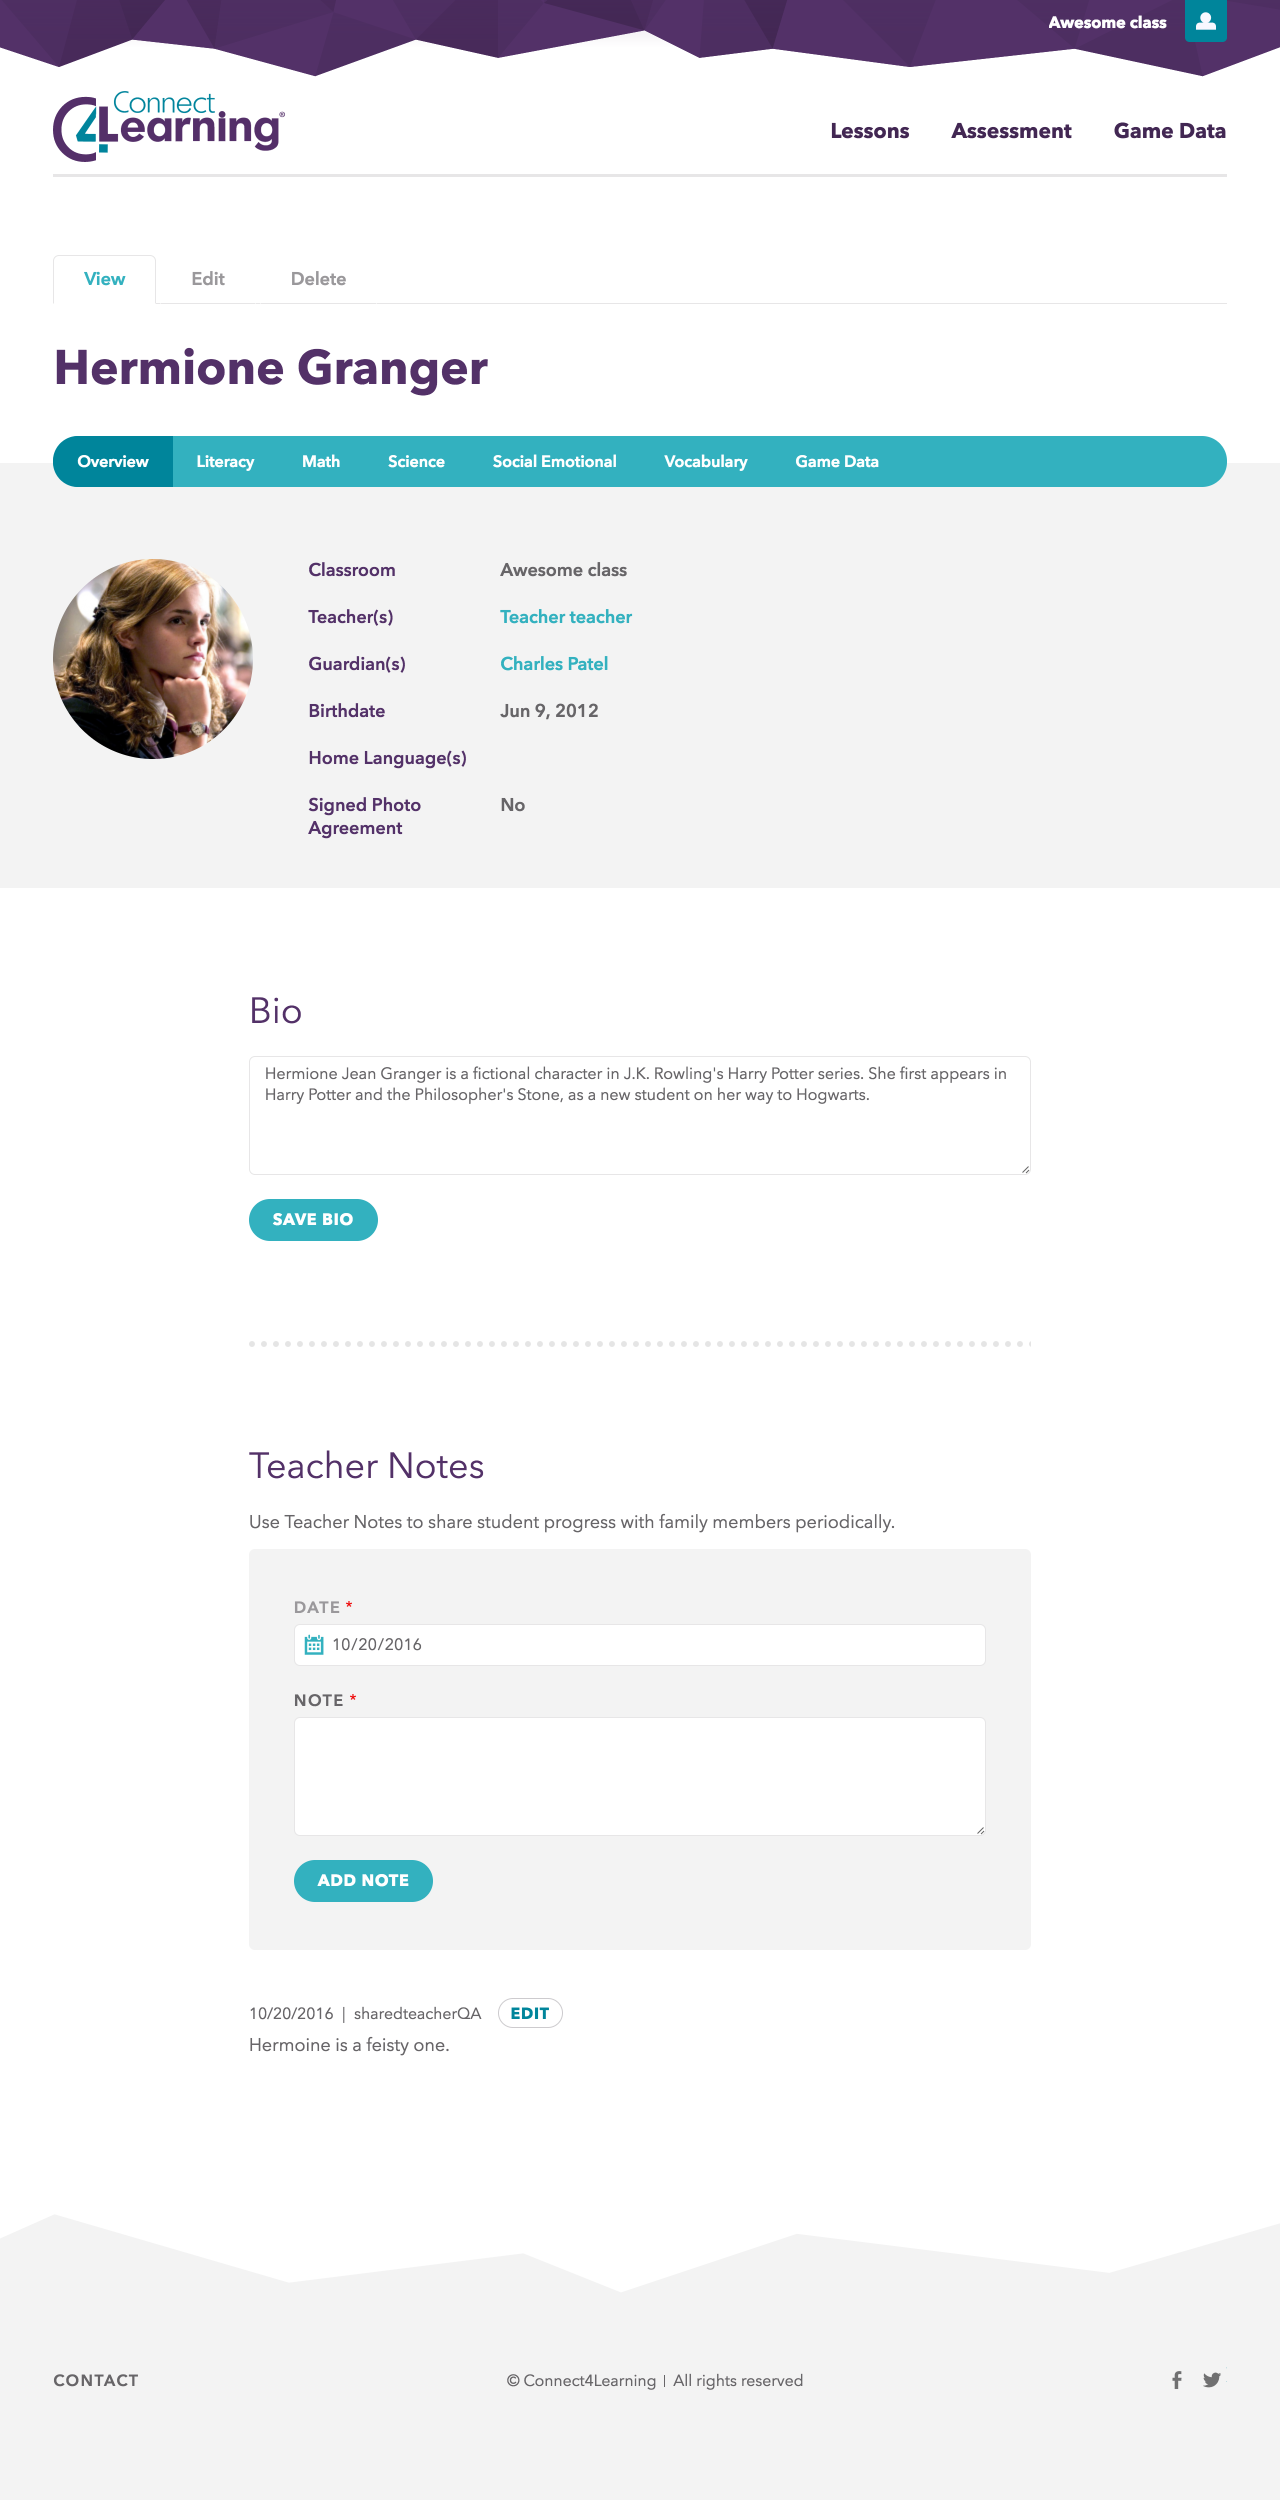 Awesome class
Connect
4Learning®
Lessons
Assessment
Game Data
View
Edit
Delete
Hermione Granger
Overview
Literacy
Math
Science
Social Emotional
Vocabulary
Game Data
Classroom
Awesome class
Teacher(s)
Teacher teacher
Guardian(s)
Charles Patel
Birthdate
Jun 9, 2012
Home Language(s)
Signed Photo
Agreement
No
Bio
Hermione Jean Granger is a fictional character in J.K. Rowling's Harry Potter series. She first appears in
Harry Potter and the Philosopher's Stone, as a new student on her way to Hogwarts.
SAVE BIO
Teacher Notes
Use Teacher Notes to share student progress with family members periodically.
DATE *
10/20/2016
NOTE *
ADD NOTE
10/20/2016 | sharedteacherQA
EDIT
Hermoine is a feisty one.
CONTACT
© Connect4Learning | All rights reserved